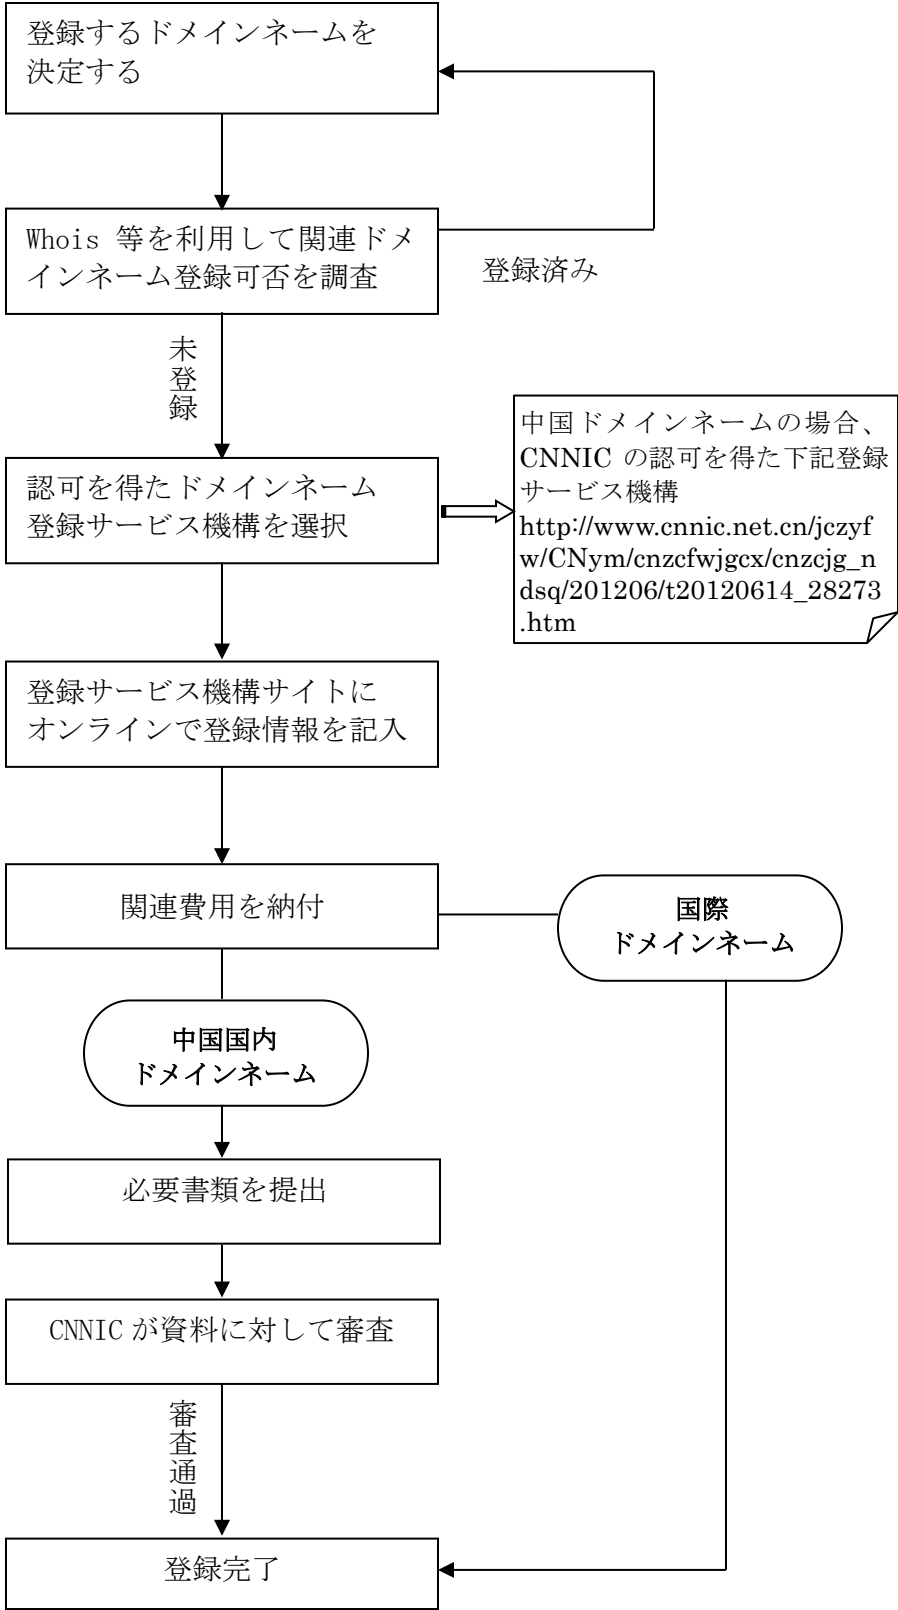 登録するドメインネームを
決定する
Whois 等を利用して関連ドメ
インネーム登録可否を調査
登録済み
未登録
認可を得たドメインネーム
登録サービス機構を選択
中国ドメインネームの場合、
CNNIC の認可を得た下記登録
サービス機構
http://www.cnnic.net.cn/jczyf
w/CNym/cnzcfwjgcx/cnzcjg_n
dsq/201206/t20120614_28273
.htm
登録サービス機構サイトに
オンラインで登録情報を記入
関連費用を納付
国際
ドメインネーム
中国国内
ドメインネーム
必要書類を提出
CNNIC が資料に対して審査
審査通過
登録完了